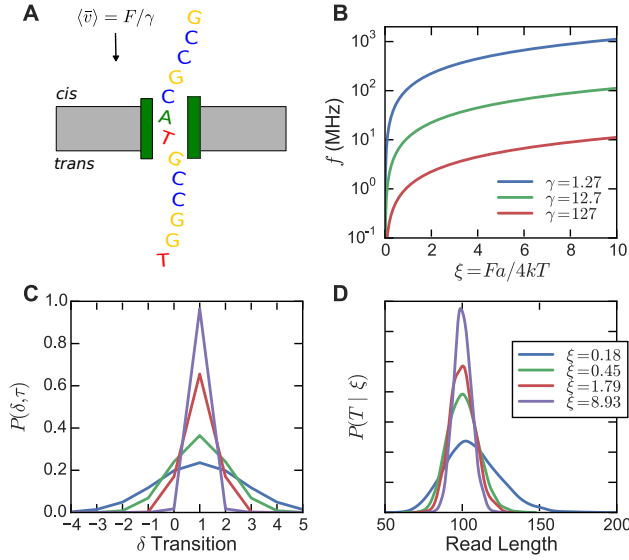 A
⟨v̄⟩ = F/γ
G
C
C
G
C
A
T
G
C
C
G
G
T
cis
trans
B
f (MHz)
10³
10²
10¹
10⁰
10⁻¹
γ=1.27
γ=12.7
γ=127
0 2 4 6 8 10
ξ=Fa/4kT
C
P(δ,τ)
1.0
0.8
0.6
0.4
0.2
0.0
−4 −3 −2 −1 0 1 2 3 4 5
δ Transition
D
P(T | ξ)
ξ=0.18
ξ=0.45
ξ=1.79
ξ=8.93
50 100 150 200
Read Length